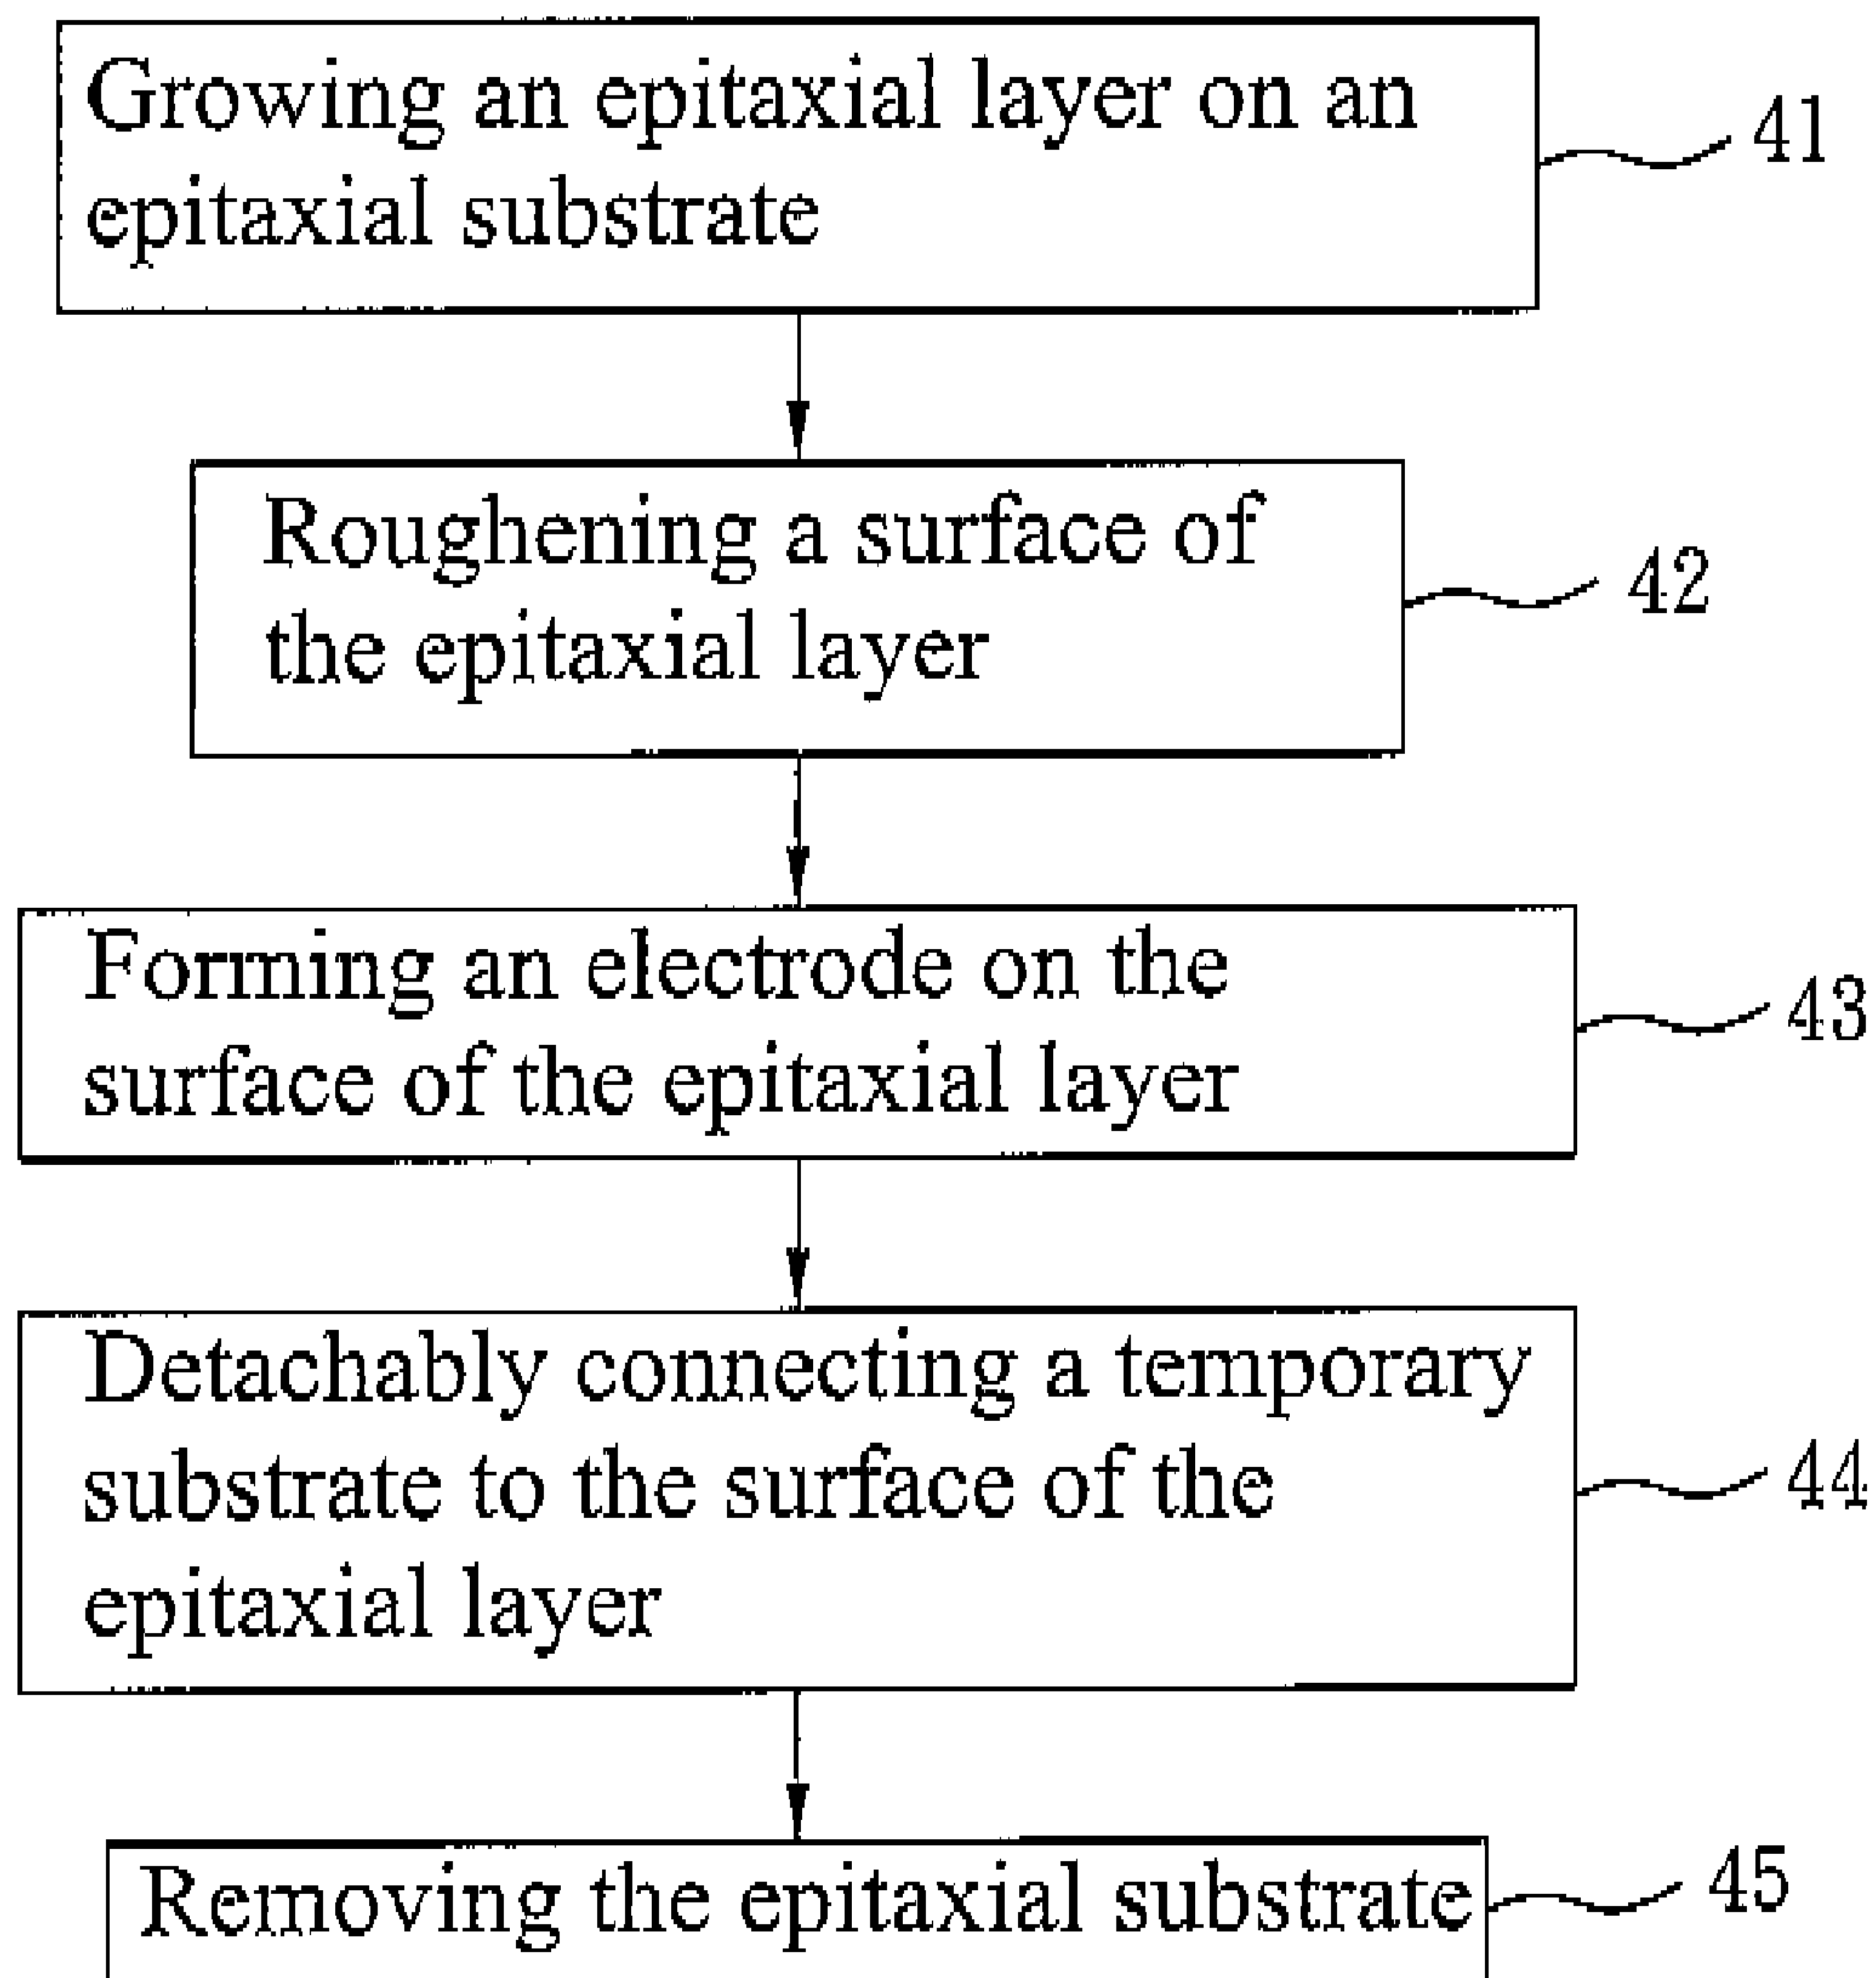 Growing an epitaxial layer on an
epitaxial substrate
41
Roughening a surface of
the epitaxial layer
42
Forming an electrode on the
surface of the epitaxial layer
43
Detachably connecting a temporary
substrate to the surface of the
epitaxial layer
44
Removing the epitaxial substrate
45